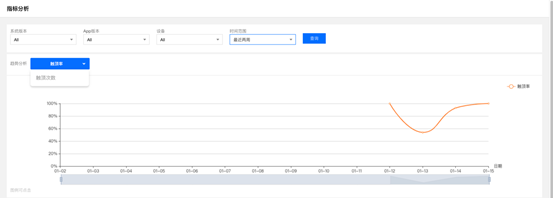 指标分析
系统版本 App版本 设备 时间范围
All All All 最近两周 查询
趋势分析 触顶率
触顶次数
触顶率
100%
80%
60%
40%
20%
0%
01-02 01-03 01-04 01-05 01-06 01-07 01-08 01-09 01-10 01-11 01-12 01-13 01-14 01-15
日期